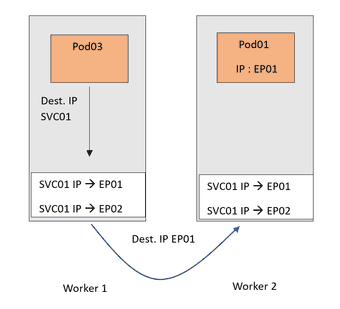 Pod03
Dest. IP
SVC01
SVC01 IP → EP01
SVC01 IP → EP02
Pod01
IP : EP01
SVC01 IP → EP01
SVC01 IP → EP02
Dest. IP EP01
Worker 1
Worker 2